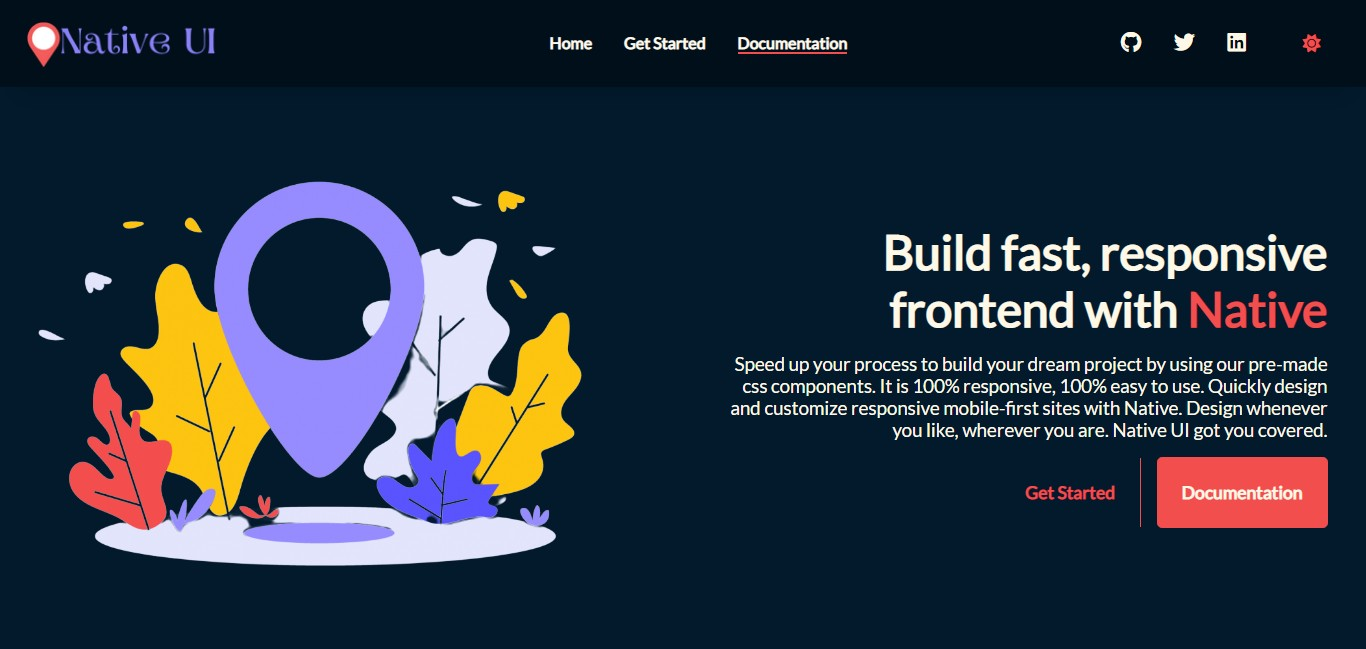 Native UI
Home Get Started Documentation
Build fast, responsive
frontend with Native
Speed up your process to build your dream project by using our pre-made
css components. It is 100% responsive, 100% easy to use. Quickly design
and customize responsive mobile-first sites with Native. Design whenever
you like, wherever you are. Native UI got you covered.
Get Started Documentation